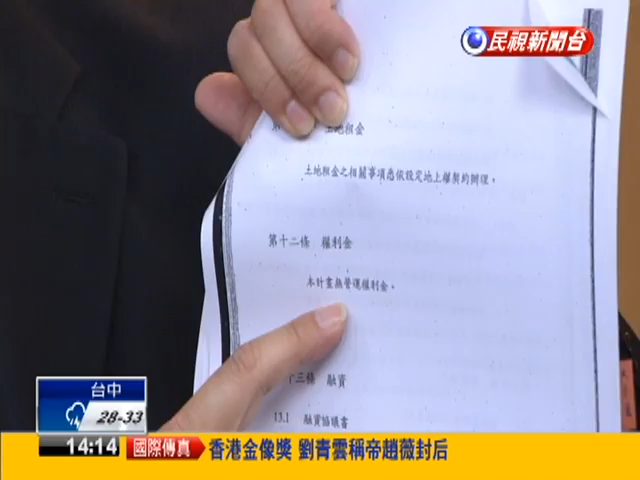 民視新聞台
第
土地租金
土地租金之相關事項悉依設定地上權契約辦理。
第十二條 權利金
本計畫無營運權利金。
十三條 融資
13.1 融資協議書
台中
28-33
14:14 國際傳真 香港金像獎 劉青雲稱帝趙薇封后